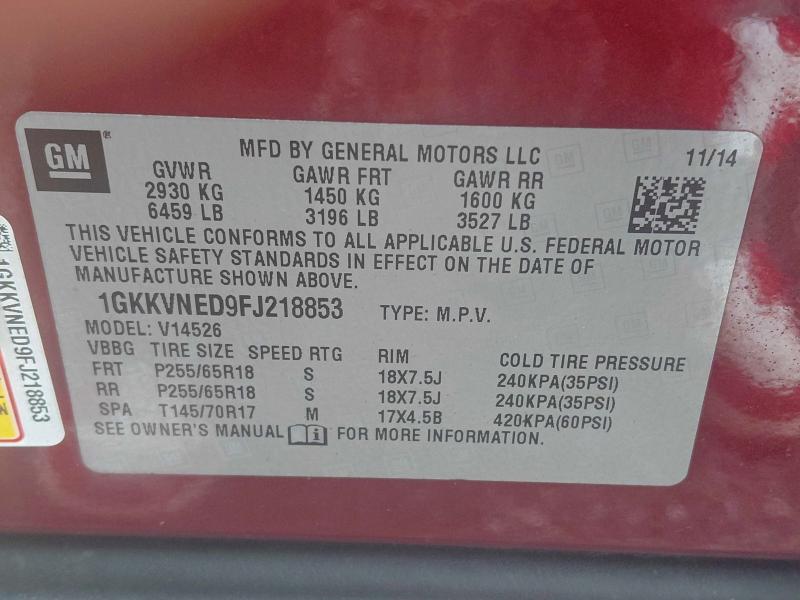 GM
MFD BY GENERAL MOTORS LLC 11/14
GVWR GAWR FRT GAWR RR
2930 KG 1450 KG 1600 KG
6459 LB 3196 LB 3527 LB
THIS VEHICLE CONFORMS TO ALL APPLICABLE U.S. FEDERAL MOTOR
VEHICLE SAFETY STANDARDS IN EFFECT ON THE DATE OF
MANUFACTURE SHOWN ABOVE.
1GKKVNED9FJ218853 TYPE: M.P.V.
MODEL: V14526
VBBG TIRE SIZE SPEED RTG RIM COLD TIRE PRESSURE
FRT P255/65R18 S 18X7.5J 240KPA(35PSI)
RR P255/65R18 S 18X7.5J 240KPA(35PSI)
SPA T145/70R17 M 17X4.5B 420KPA(60PSI)
SEE OWNER'S MANUAL FOR MORE INFORMATION.
1GKKVNED9FJ218853